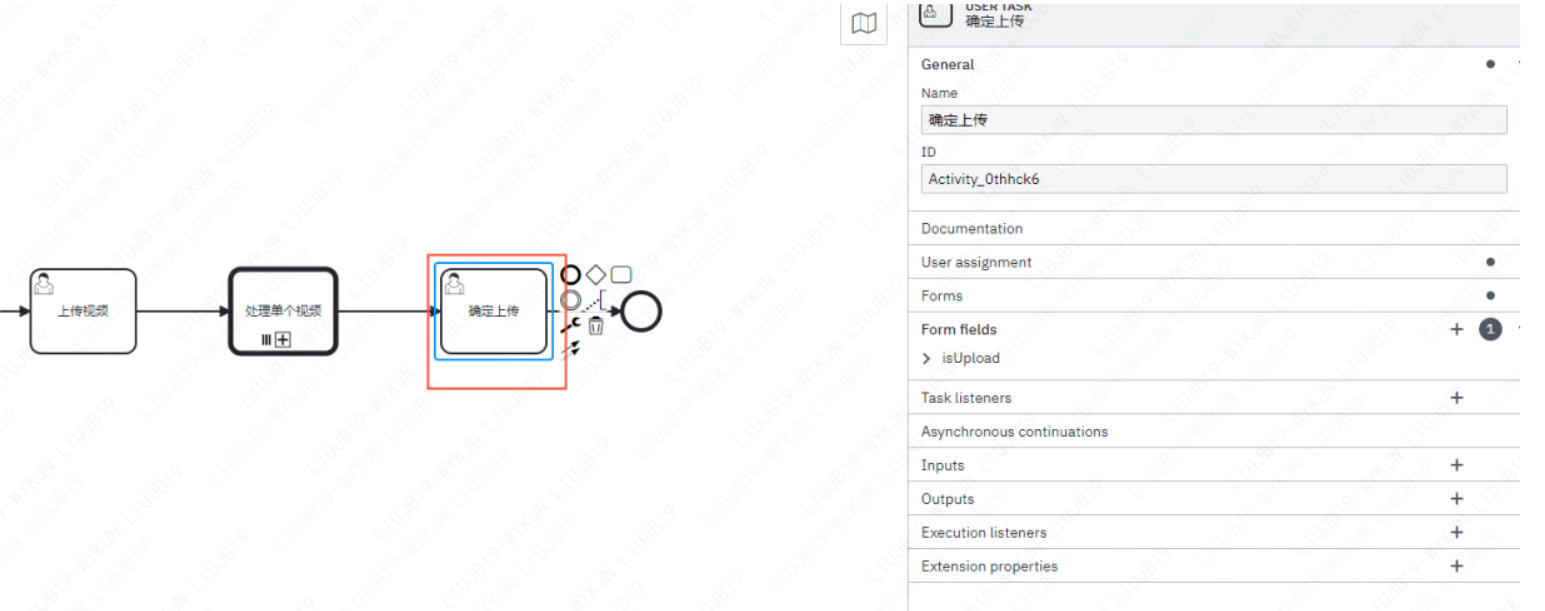 上传视频
处理单个视频
确定上传
USER TASK
确定上传
General
Name
确定上传
ID
Activity_0thhck6
Documentation
User assignment
Forms
Form fields
1
isUpload
Task listeners
Asynchronous continuations
Inputs
Outputs
Execution listeners
Extension properties
LIUJB19-WYKJN